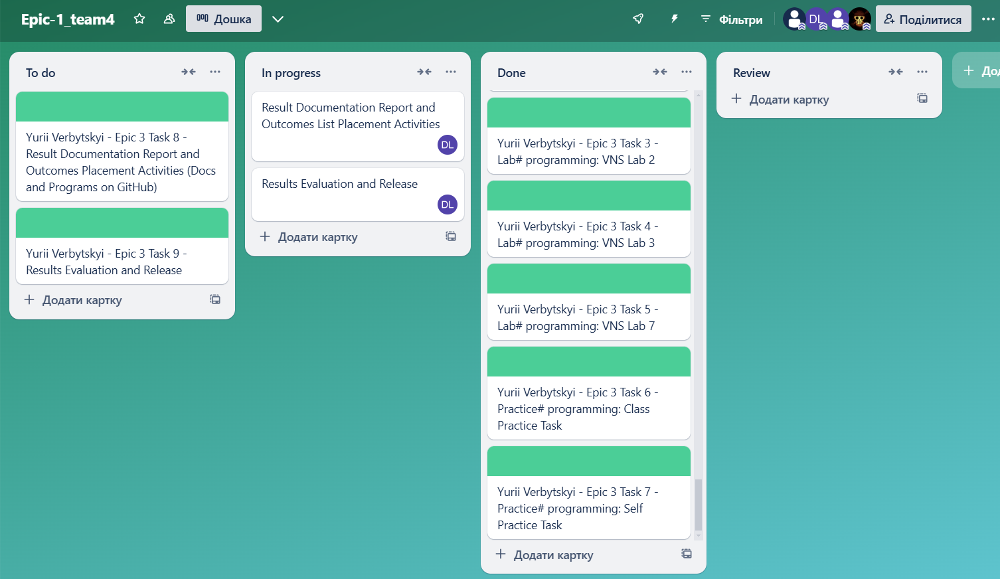 Epic-1_team4
Дошка
Фільтри
DL
Поділитися
To do
Yurii Verbytskyi - Epic 3 Task 8 -
Result Documentation Report and
Outcomes Placement Activities (Docs
and Programs on GitHub)
Yurii Verbytskyi - Epic 3 Task 9 -
Results Evaluation and Release
Додати картку
In progress
Result Documentation Report and
Outcomes List Placement Activities
DL
Results Evaluation and Release
DL
Додати картку
Done
Yurii Verbytskyi - Epic 3 Task 3 -
Lab# programming: VNS Lab 2
Yurii Verbytskyi - Epic 3 Task 4 -
Lab# programming: VNS Lab 3
Yurii Verbytskyi - Epic 3 Task 5 -
Lab# programming: VNS Lab 7
Yurii Verbytskyi - Epic 3 Task 6 -
Practice# programming: Class
Practice Task
Yurii Verbytskyi - Epic 3 Task 7 -
Practice# programming: Self
Practice Task
Додати картку
Review
Додати картку